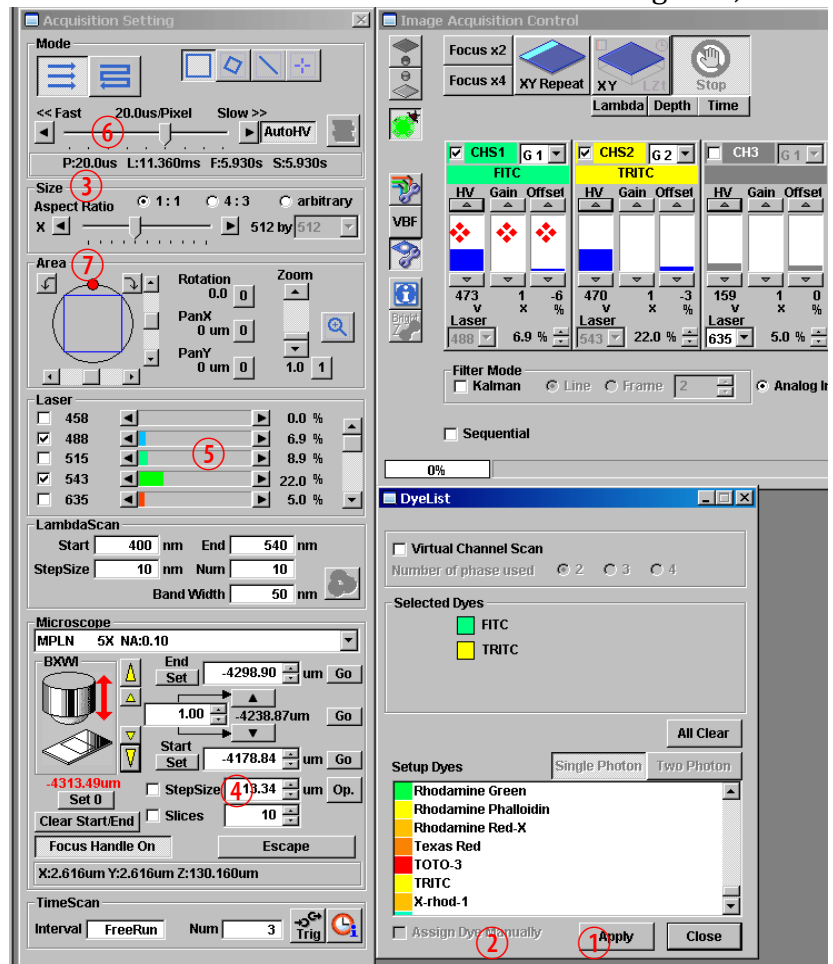 Acquisition Setting
Mode
<< Fast 20.0us/Pixel Slow >>
AutoHV
⑥
P:20.0us L:11.360ms F:5.930s S:5.930s
Size
③
Aspect Ratio 1 : 1 4 : 3 arbitrary
X 512 by 512
Area
⑦
Rotation
0.0 0
PanX
0 um 0
PanY
0 um 0
Zoom
1.0 1
Laser
458 0.0 %
488 6.9 %
515 8.9 %
⑤
543 22.0 %
635 5.0 %
LambdaScan
Start 400 nm End 540 nm
StepSize 10 nm Num 10
Band Width 50 nm
Microscope
MPLN 5X NA:0.10
BXWI
End
Set -4298.90 um Go
1.00 -4238.87um Go
Start
Set -4178.84 um Go
-4313.49um
Set 0
StepSize ④ 13.34 um Op.
Clear Start/End
Slices 10
Focus Handle On Escape
X:2.616um Y:2.616um Z:130.160um
TimeScan
Interval FreeRun Num 3 Trig
Image Acquisition Control
Focus x2
Focus x4
XY Repeat
XY LZt
Stop
Lambda Depth Time
VBF
Bright Z
CHS1 G 1
FITC
HV Gain Offset
473 1 -6
V X %
Laser
488 6.9 %
CHS2 G 2
TRITC
HV Gain Offset
470 1 -3
V X %
Laser
543 22.0 %
CH3 G 1
HV Gain Offset
159 1 0
V X %
Laser
635 5.0 %
Filter Mode
Kalman Line Frame 2 Analog In
Sequential
0%
DyeList
Virtual Channel Scan
Number of phase used 2 3 4
Selected Dyes
FITC
TRITC
All Clear
Setup Dyes Single Photon Two Photon
Rhodamine Green
Rhodamine Phalloidin
Rhodamine Red-X
Texas Red
TOTO-3
TRITC
X-rhod-1
Assign Dye Manually
②
①
Apply Close